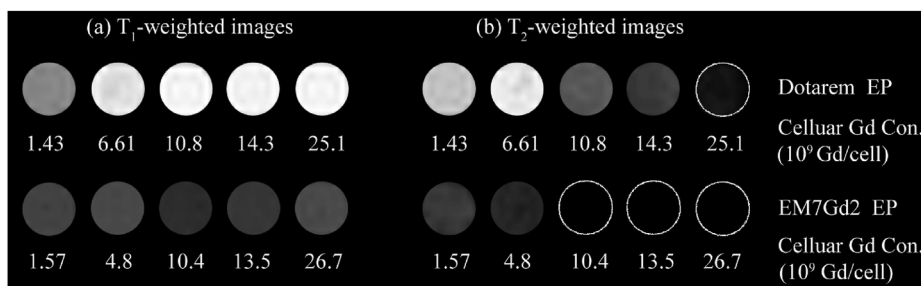 (a) T₁-weighted images (b) T₂-weighted images
Dotarem EP
1.43 6.61 10.8 14.3 25.1 1.43 6.61 10.8 14.3 25.1 Celluar Gd Con.
(10⁹ Gd/cell)
EM7Gd2 EP
1.57 4.8 10.4 13.5 26.7 1.57 4.8 10.4 13.5 26.7 Celluar Gd Con.
(10⁹ Gd/cell)